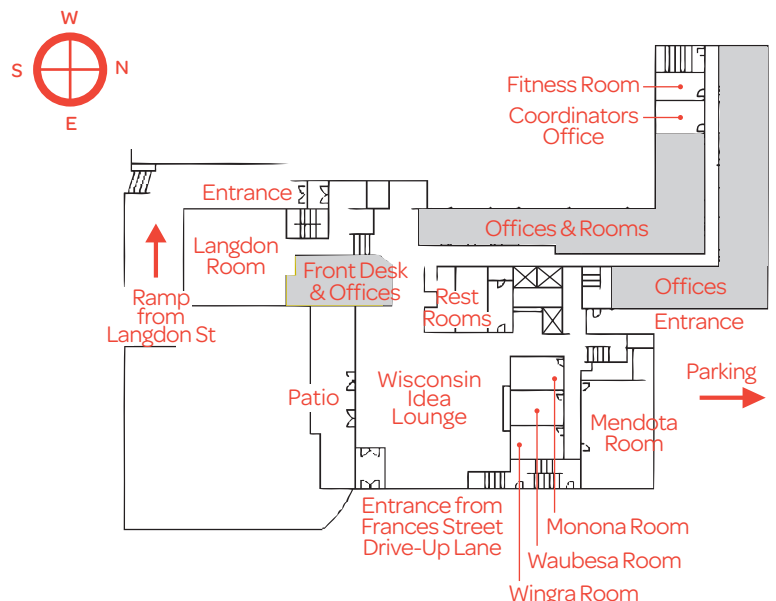 W
S
N
E
Fitness Room
Coordinators
Office
Entrance
Langdon
Room
Offices & Rooms
Front Desk
& Offices
Rest
Rooms
Offices
Ramp
from
Langdon St
Entrance
Parking
Patio
Wisconsin
Idea
Lounge
Mendota
Room
Entrance from
Frances Street
Drive-Up Lane
Monona Room
Waubesa Room
Wingra Room